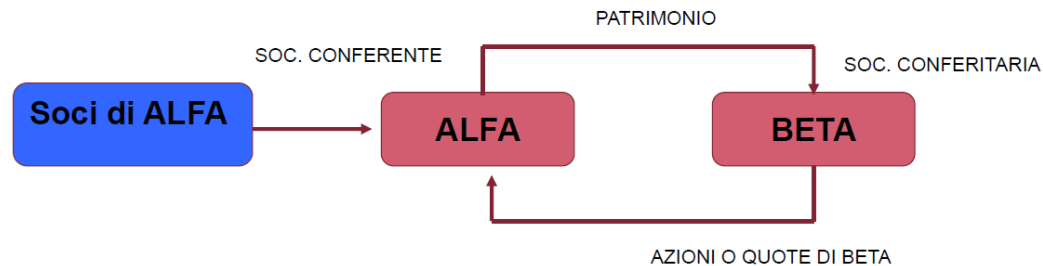 PATRIMONIO
SOC. CONFERENTE
SOC. CONFERITARIA
Soci di ALFA
ALFA
BETA
AZIONI O QUOTE DI BETA